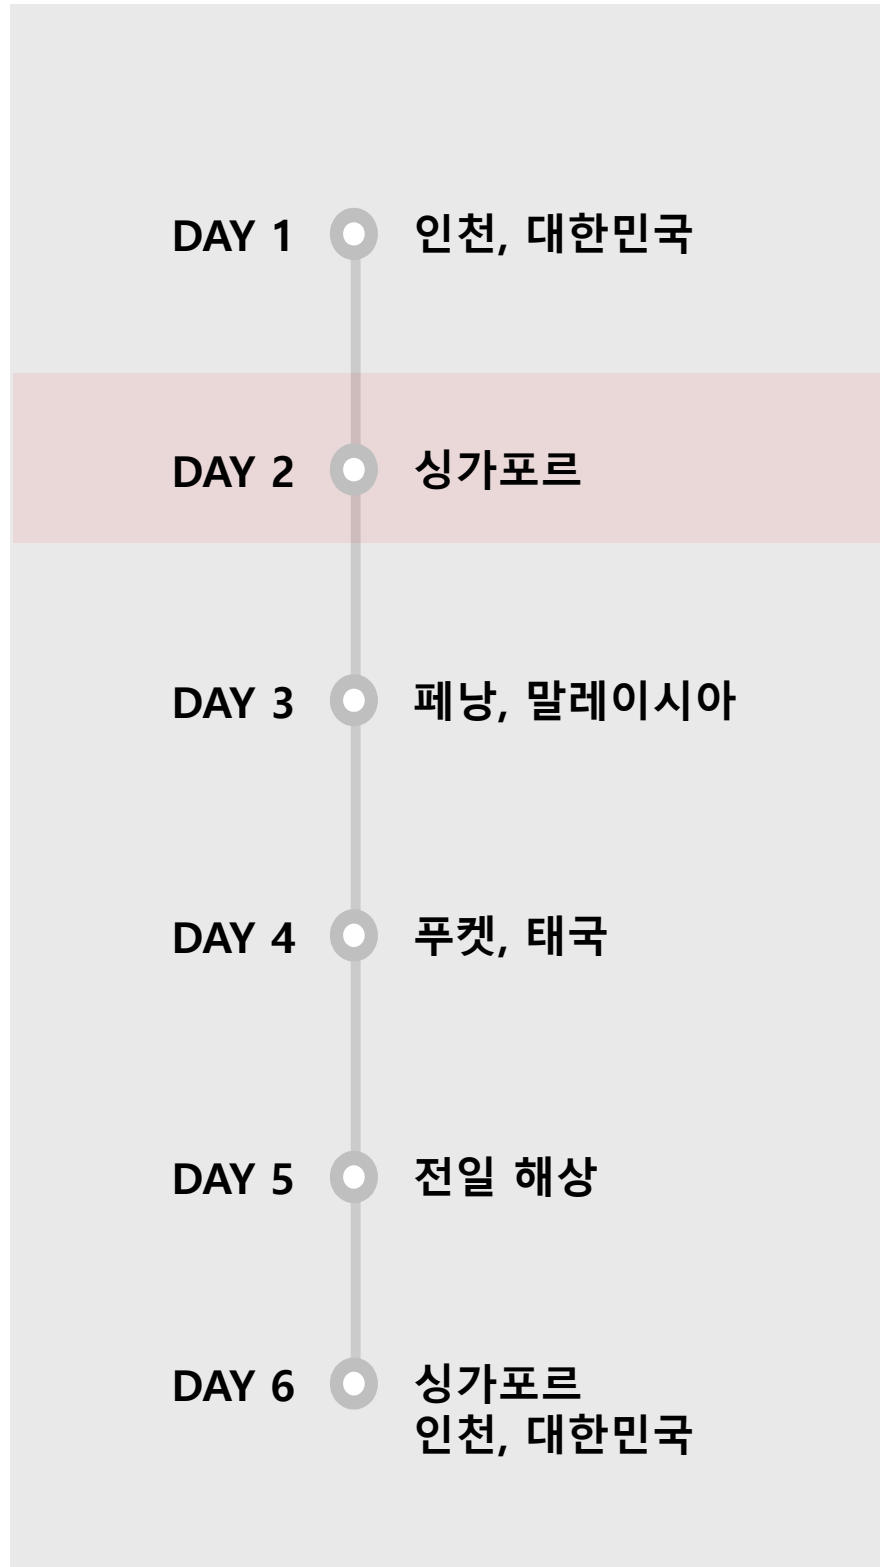 DAY 1 인천, 대한민국
DAY 2 싱가포르
DAY 3 페낭, 말레이시아
DAY 4 푸켓, 태국
DAY 5 전일 해상
DAY 6 싱가포르
인천, 대한민국